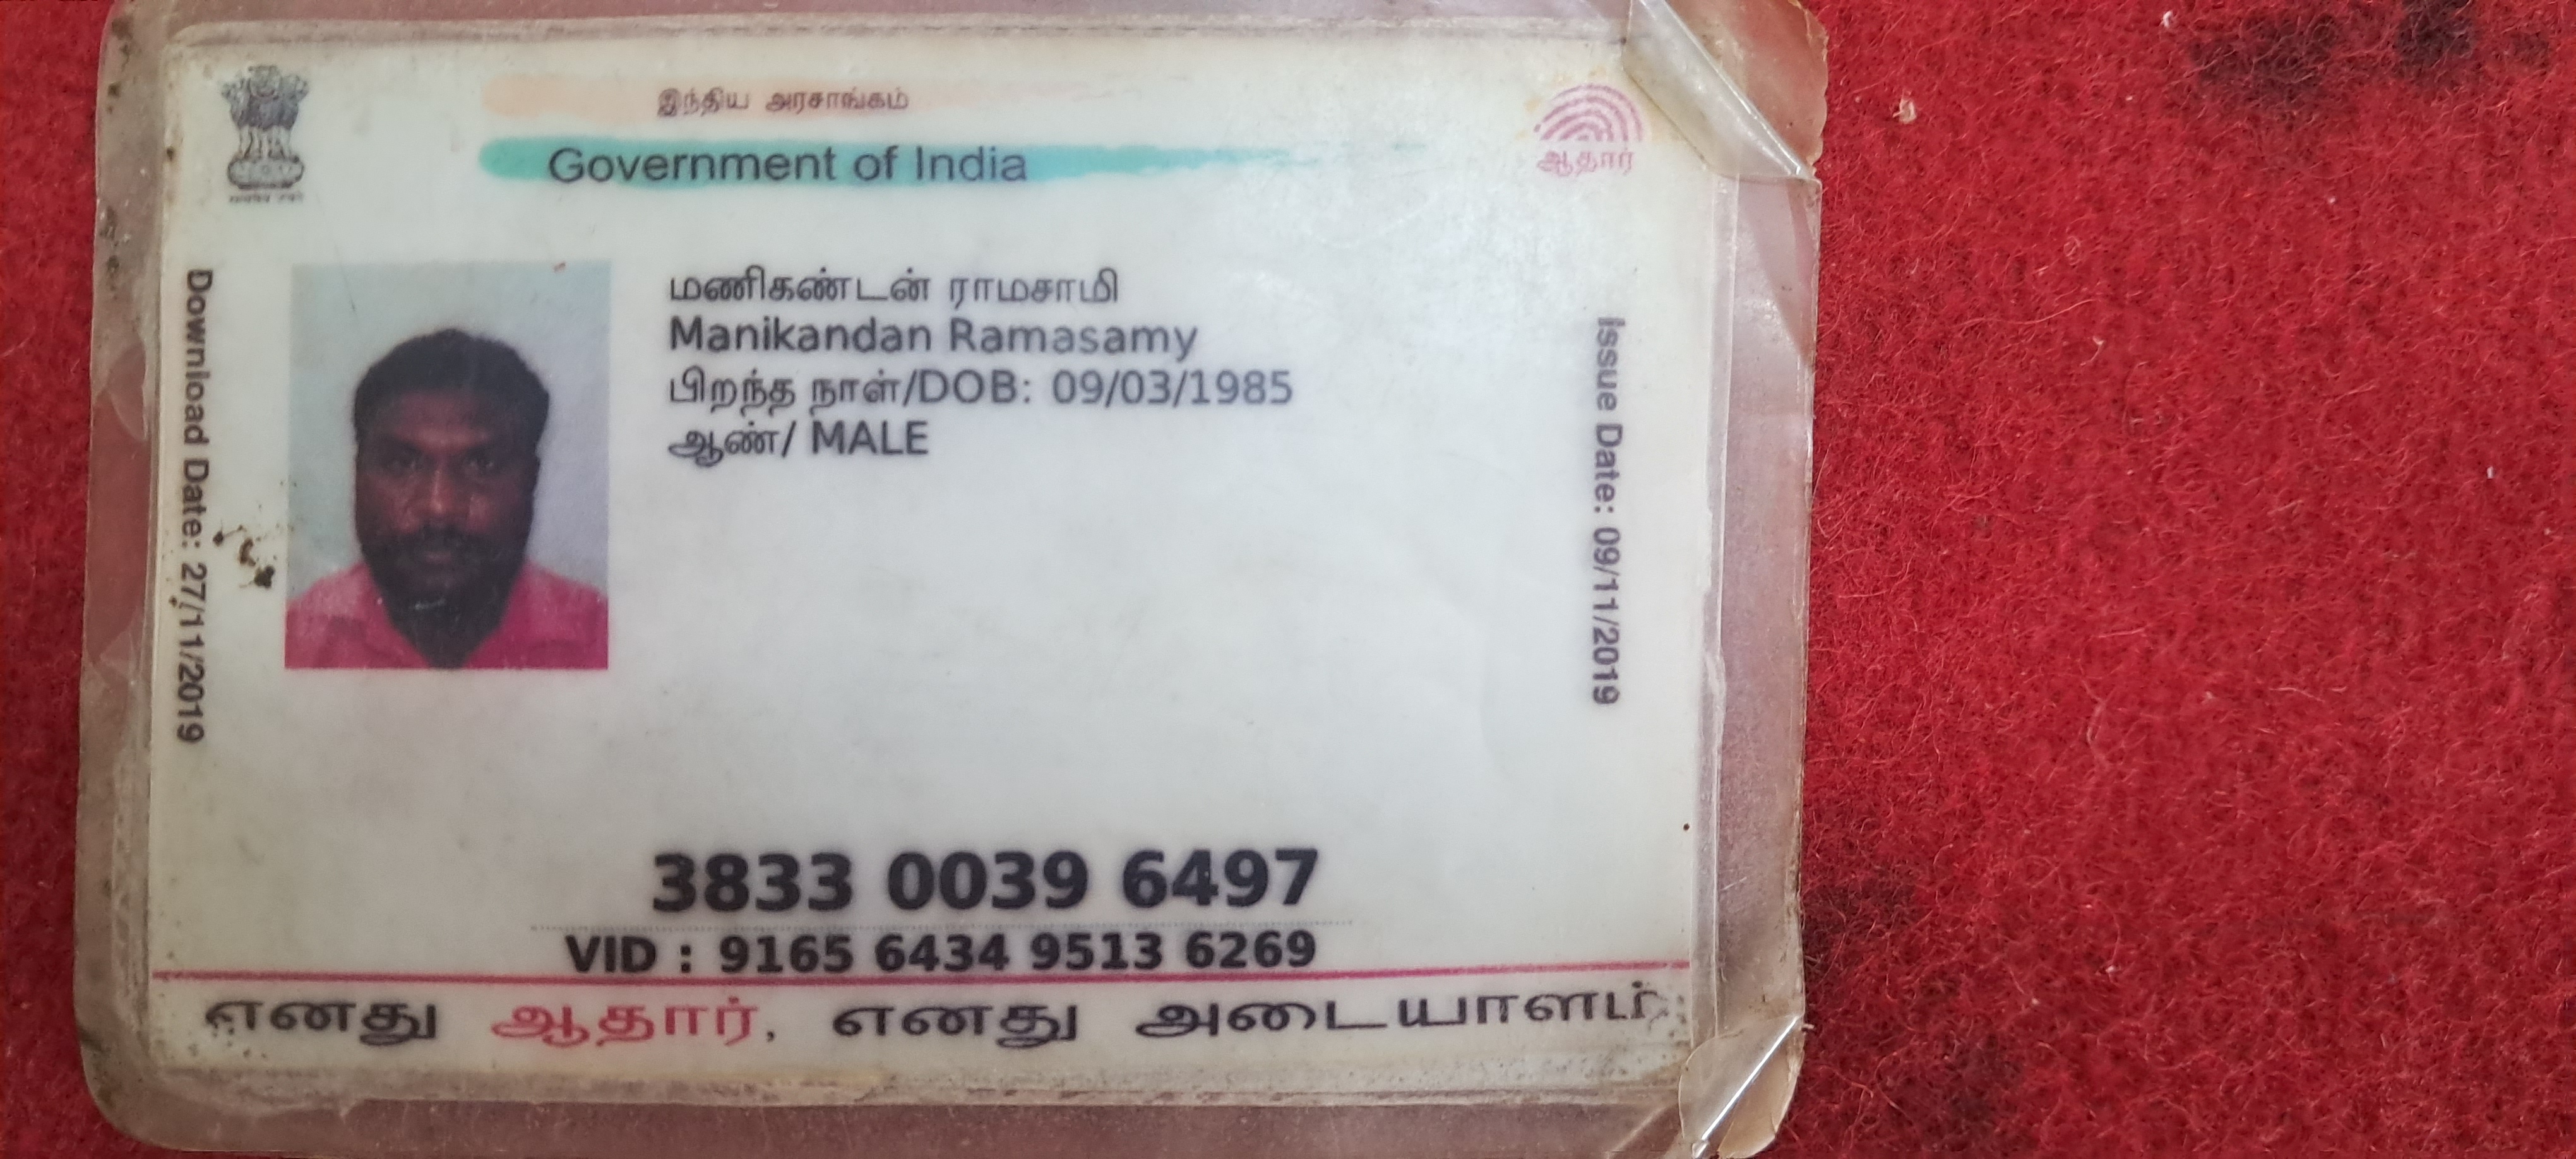 இந்திய அரசாங்கம்
Government of India
ஆதார்
மணிகண்டன் ராமசாமி
Manikandan Ramasamy
பிறந்த நாள்/DOB: 09/03/1985
ஆண்/ MALE
Download Date: 27/11/2019
Issue Date: 09/11/2019
3833 0039 6497
VID : 9165 6434 9513 6269
எனது ஆதார், எனது அடையாளம்